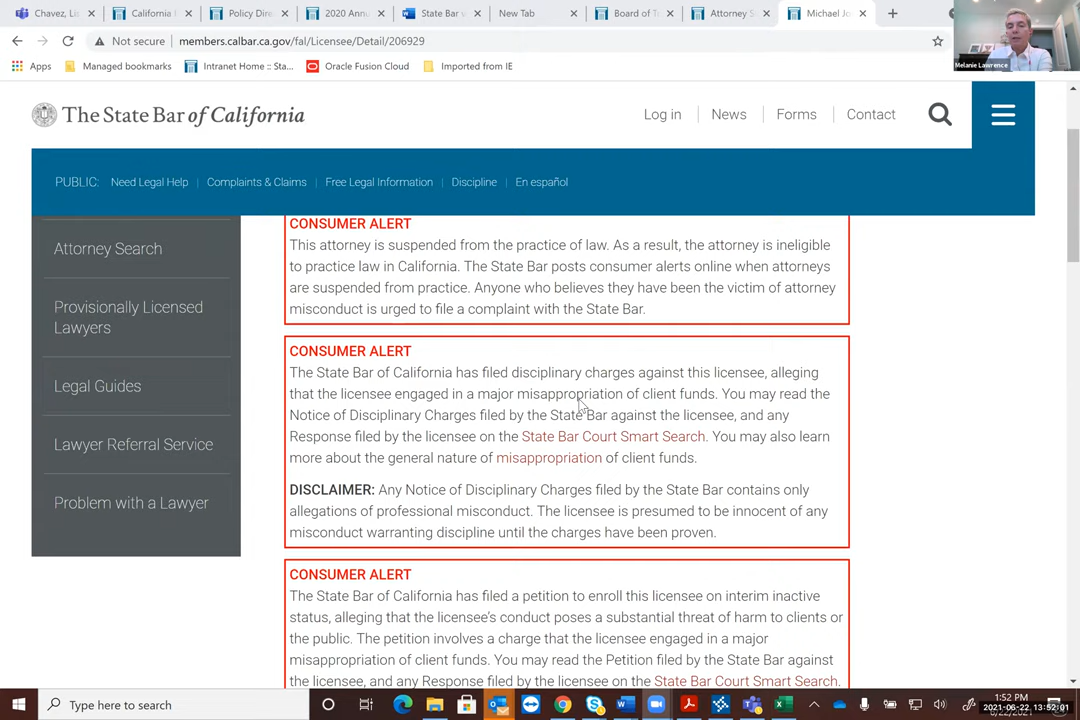 Chavez, Lis
California
Policy Dire
2020 Annu
State Bar v
New Tab
Board of T
Attorney S
Michael Jo
Not secure
members.calbar.ca.gov/fal/Licensee/Detail/206929
Melanie Lawrence
Apps
Managed bookmarks
Intranet Home :: Sta...
Oracle Fusion Cloud
Imported from IE
The State Bar of California
Log in
News
Forms
Contact
PUBLIC:
Need Legal Help
Complaints & Claims
Free Legal Information
Discipline
En español
Attorney Search
Provisionally Licensed
Lawyers
Legal Guides
Lawyer Referral Service
Problem with a Lawyer
CONSUMER ALERT
This attorney is suspended from the practice of law. As a result, the attorney is ineligible
to practice law in California. The State Bar posts consumer alerts online when attorneys
are suspended from practice. Anyone who believes they have been the victim of attorney
misconduct is urged to file a complaint with the State Bar.
CONSUMER ALERT
The State Bar of California has filed disciplinary charges against this licensee, alleging
that the licensee engaged in a major misappropriation of client funds. You may read the
Notice of Disciplinary Charges filed by the State Bar against the licensee, and any
Response filed by the licensee on the State Bar Court Smart Search. You may also learn
more about the general nature of misappropriation of client funds.
DISCLAIMER: Any Notice of Disciplinary Charges filed by the State Bar contains only
allegations of professional misconduct. The licensee is presumed to be innocent of any
misconduct warranting discipline until the charges have been proven.
CONSUMER ALERT
The State Bar of California has filed a petition to enroll this licensee on interim inactive
status, alleging that the licensee's conduct poses a substantial threat of harm to clients or
the public. The petition involves a charge that the licensee engaged in a major
misappropriation of client funds. You may read the Petition filed by the State Bar against
the licensee, and any Response filed by the licensee on the State Bar Court Smart Search.
Type here to search
1:52 PM
2021-06-22 13:52:01